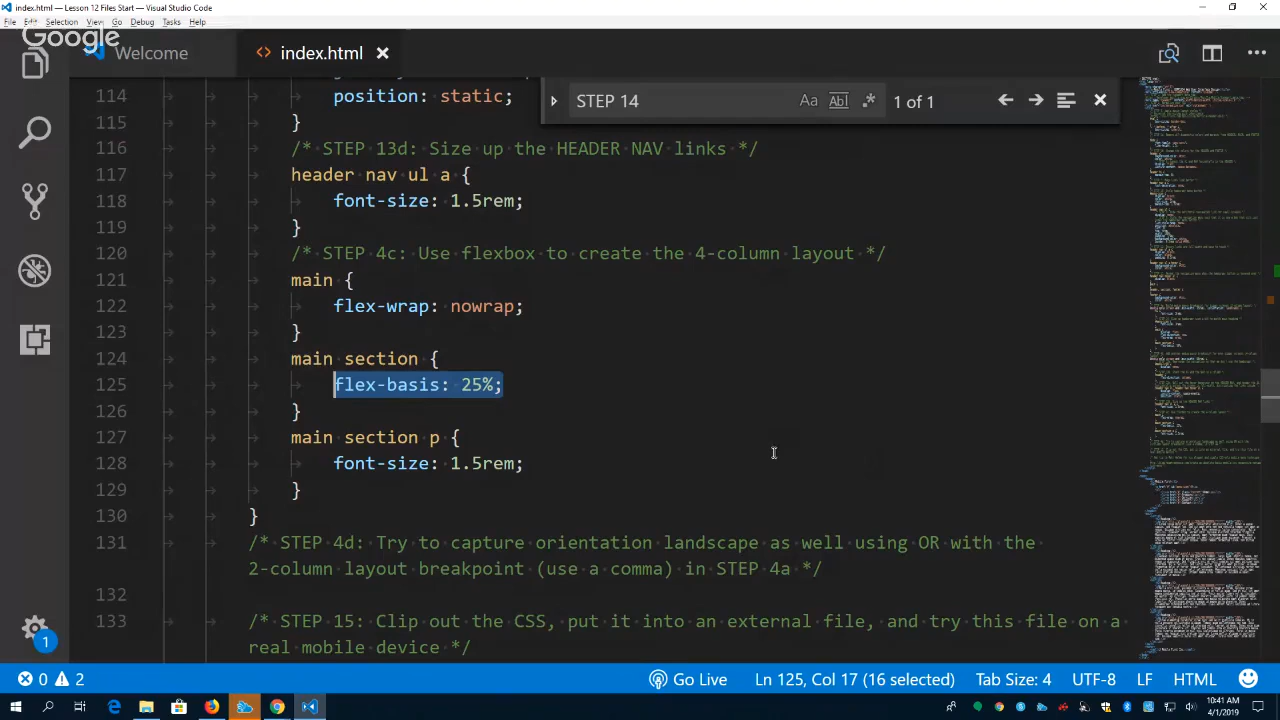 index.html — Lesson 12 Files Start — Visual Studio Code
File Edit Selection View Go Debug Tasks Help
Google
Welcome
index.html
STEP 14
Aa
Abl
1 of 1
114 position: static;
115
116 /* STEP 13d: Size up the HEADER NAV links */
117 header nav ul a {
118 font-size: 1.5rem;
119 }
120 /* STEP 4c: Use flexbox to create the 4-column layout */
121 main {
122 flex-wrap: nowrap;
123 }
124 main section {
125 flex-basis: 25%;
126 }
127 main section p {
128 font-size: 1.5rem;
129 }
130 }
131 /* STEP 4d: Try to capture orientation landscape as well using OR with the
2-column layout breakpoint (use a comma) in STEP 4a */
132
133 /* STEP 15: Clip out the CSS, put it into an external file, and try this file on a
real mobile device */
1
0 2
Go Live
Ln 125, Col 17 (16 selected)
Tab Size: 4
UTF-8
LF
HTML
10:41 AM
4/1/2019